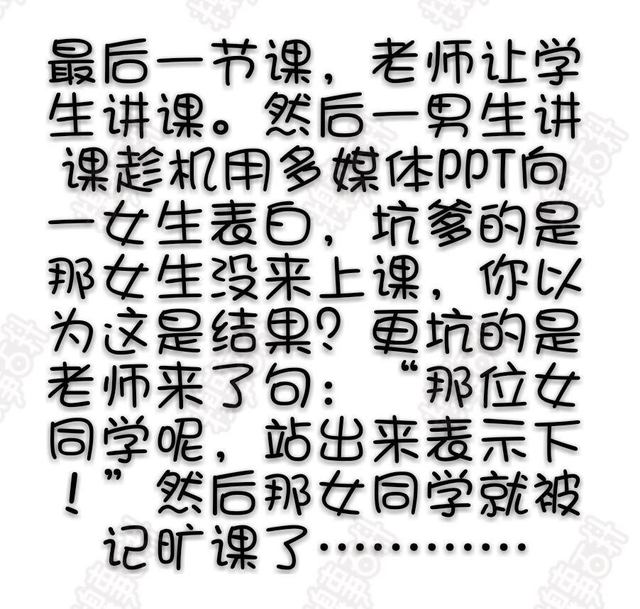 最后一节课，老师让学
生讲课。然后一男生讲
课趁机用多媒体PPT向
一女生表白，坑爹的是
那女生没来上课，你以
为这是结果？更坑的是
老师来了句：“那位女
同学呢，站出来表示下
！”然后那女同学就被
记旷课了…………